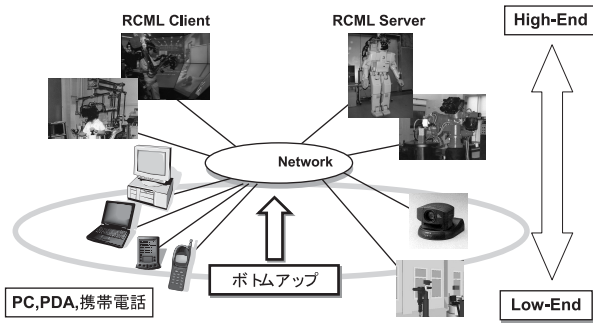 RCML Client
RCML Server
High-End
Network
ボトムアップ
PC,PDA,携帯電話
Low-End